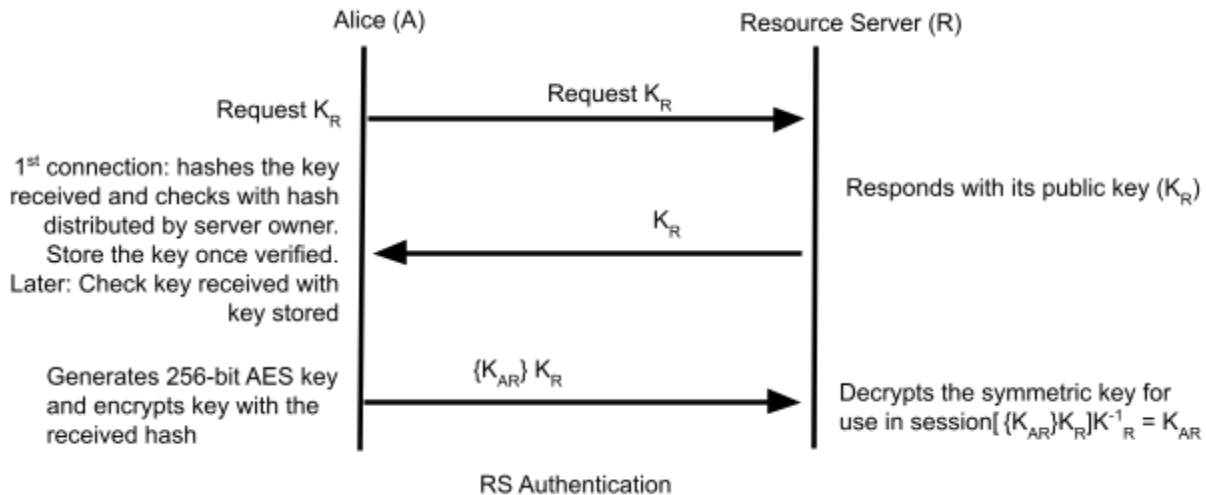 Alice (A)
Resource Server (R)
Request K_R
Request K_R
1st connection: hashes the key
received and checks with hash
distributed by server owner.
Store the key once verified.
Later: Check key received with
key stored
Responds with its public key (K_R)
K_R
Generates 256-bit AES key
and encrypts key with the
received hash
{K_AR} K_R
Decrypts the symmetric key for
use in session[ {K_AR}K_R]K^-1_R = K_AR
RS Authentication